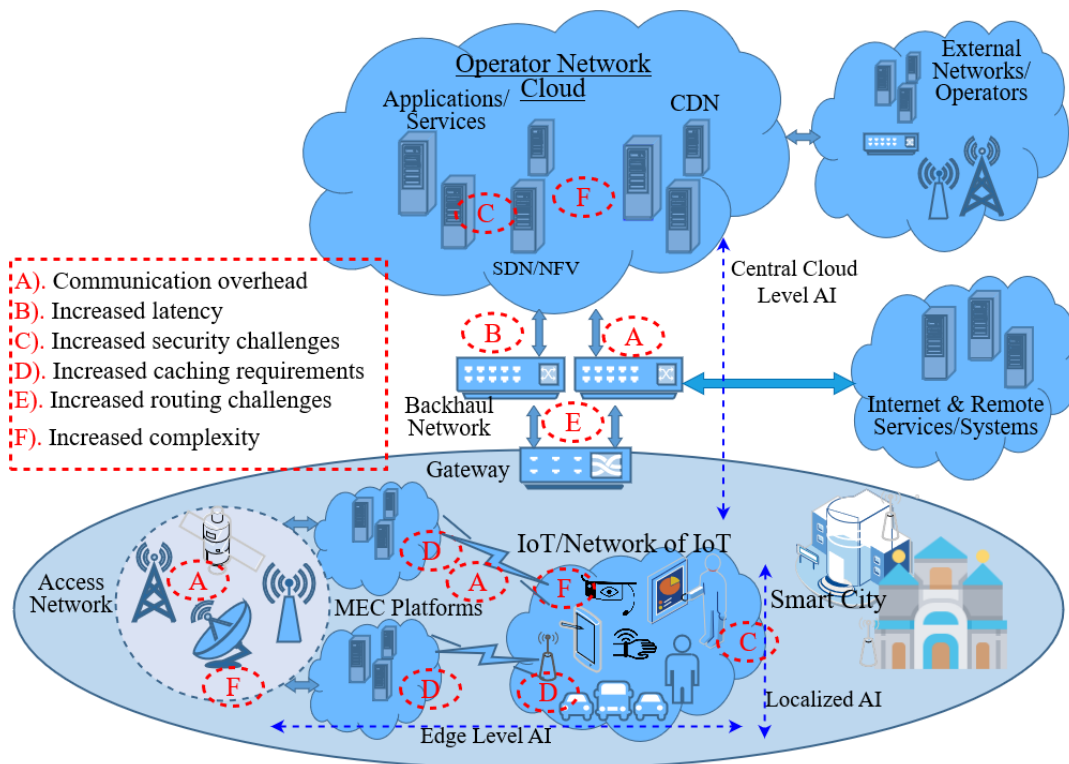 Operator Network
Cloud
Applications/
Services
CDN
External
Networks/
Operators
C
F
SDN/NFV
Central Cloud
Level AI
A). Communication overhead
B). Increased latency
C). Increased security challenges
D). Increased caching requirements
E). Increased routing challenges
F). Increased complexity
B
A
Backhaul
Network
E
Internet & Remote
Services/Systems
Gateway
Access
Network
A
F
D
MEC Platforms
D
A
IoT/Network of IoT
F
C
D
Smart City
Localized AI
Edge Level AI